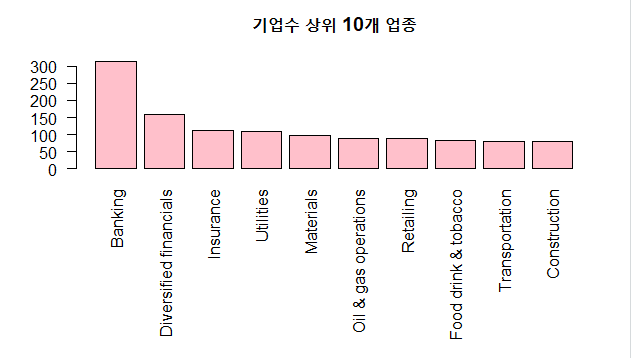 기업수 상위 10개 업종
300
250
200
150
100
50
0
Banking
Diversified financials
Insurance
Utilities
Materials
Oil & gas operations
Retailing
Food drink & tobacco
Transportation
Construction